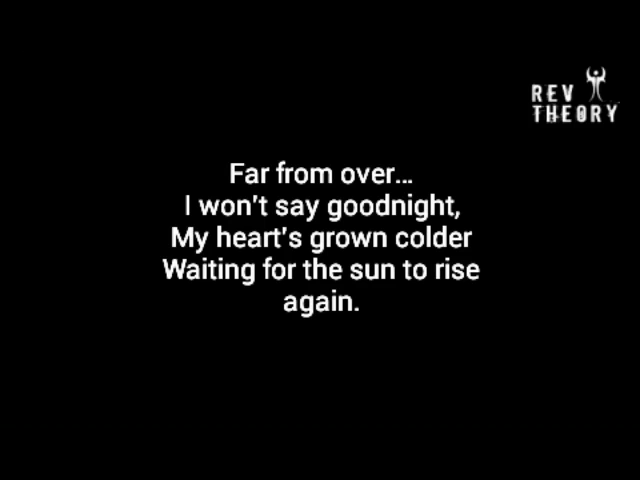 REV
THEORY
Far from over...
I won't say goodnight,
My heart's grown colder
Waiting for the sun to rise
again.